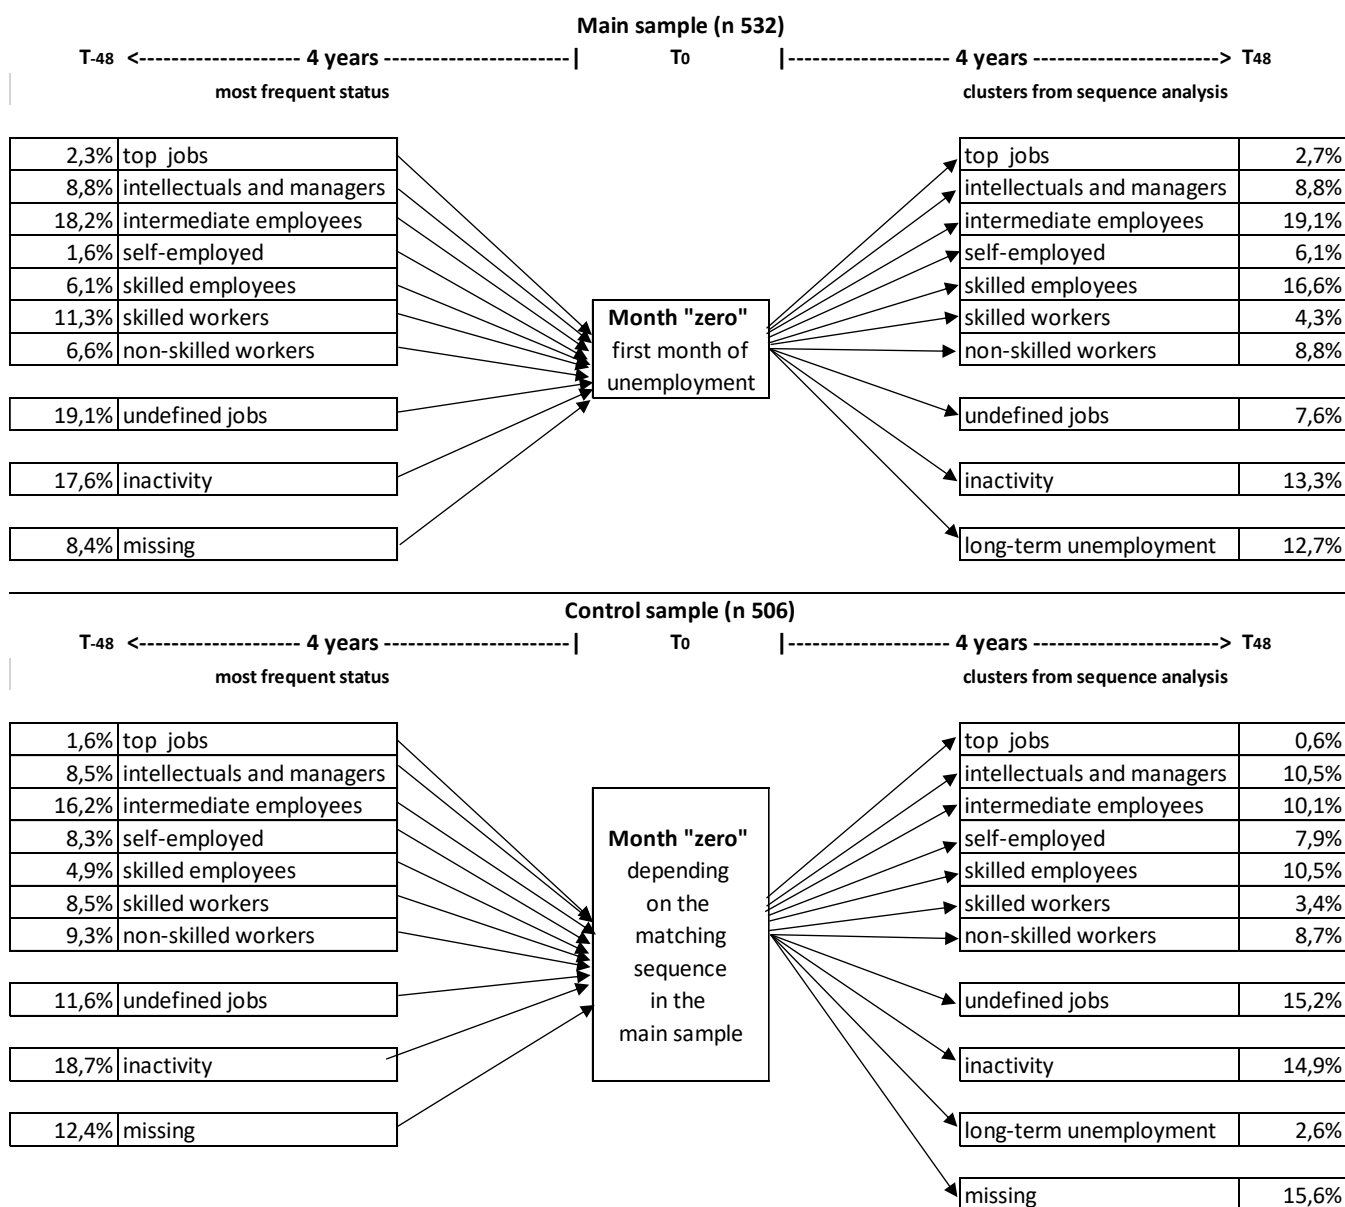 Main sample (n 532)
T-48 <------------------- 4 years ---------------------| T0 |-------------------- 4 years ----------------------> T48
most frequent status clusters from sequence analysis
2,3% top jobs top jobs 2,7%
8,8% intellectuals and managers intellectuals and managers 8,8%
18,2% intermediate employees intermediate employees 19,1%
1,6% self-employed self-employed 6,1%
6,1% skilled employees skilled employees 16,6%
11,3% skilled workers Month "zero" skilled workers 4,3%
6,6% non-skilled workers first month of non-skilled workers 8,8%
unemployment
19,1% undefined jobs undefined jobs 7,6%
17,6% inactivity inactivity 13,3%
8,4% missing long-term unemployment 12,7%
Control sample (n 506)
T-48 <------------------- 4 years ---------------------| T0 |-------------------- 4 years ----------------------> T48
most frequent status clusters from sequence analysis
1,6% top jobs top jobs 0,6%
8,5% intellectuals and managers intellectuals and managers 10,5%
16,2% intermediate employees intermediate employees 10,1%
8,3% self-employed Month "zero" self-employed 7,9%
4,9% skilled employees depending skilled employees 10,5%
8,5% skilled workers on the skilled workers 3,4%
9,3% non-skilled workers matching non-skilled workers 8,7%
sequence
11,6% undefined jobs in the undefined jobs 15,2%
main sample
18,7% inactivity inactivity 14,9%
12,4% missing long-term unemployment 2,6%
missing 15,6%